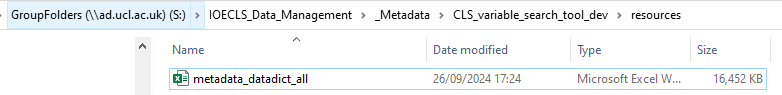 GroupFolders (\\ad.ucl.ac.uk) (S:) > IOECLS_Data_Management > _Metadata > CLS_variable_search_tool_dev > resources
Name Date modified Type Size
metadata_datadict_all 26/09/2024 17:24 Microsoft Excel W... 16,452 KB